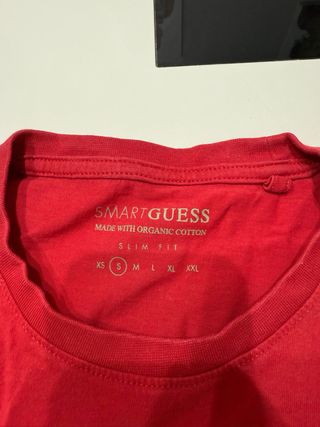 SMARTGUESS
MADE WITH ORGANIC COTTON
SLIM FIT
XS S M L XL XXL